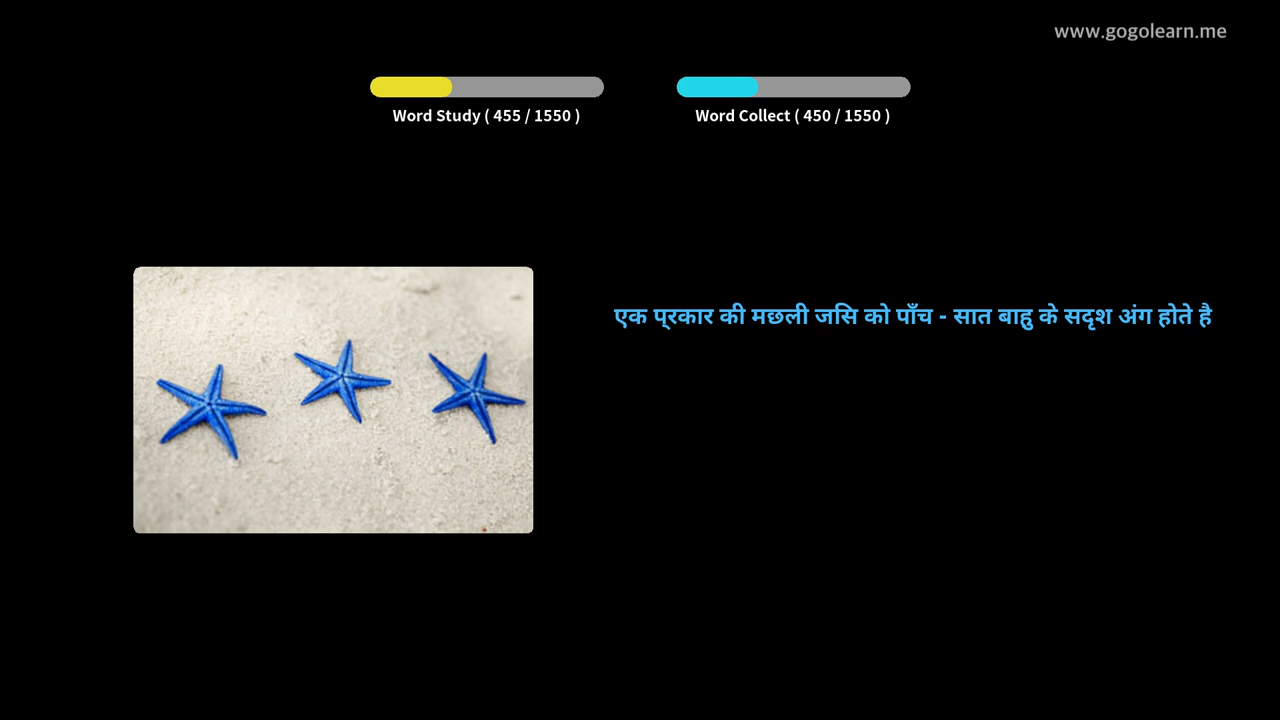 www.gogolearn.me
Word Study ( 455 / 1550 )
Word Collect ( 450 / 1550 )
एक प्रकार की मछली जसि को पाँच - सात बाहु के सदृश अंग होते है